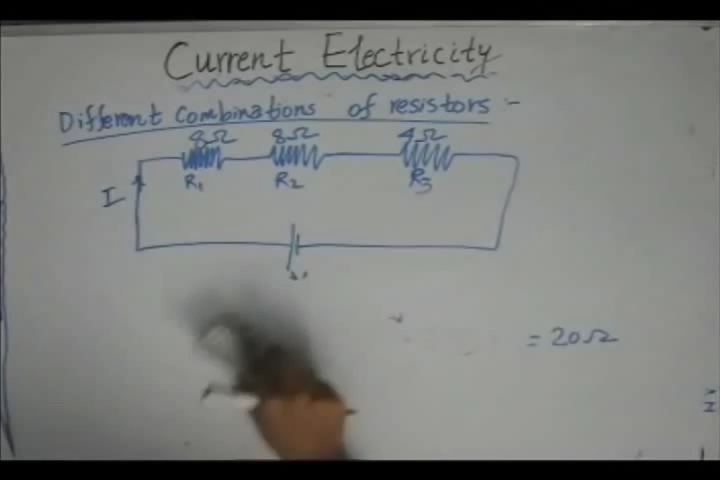 Current Electricity
Different Combinations of resistors :-
8Ω 8Ω 4Ω
R₁ R₂ R₃
I
= 20Ω